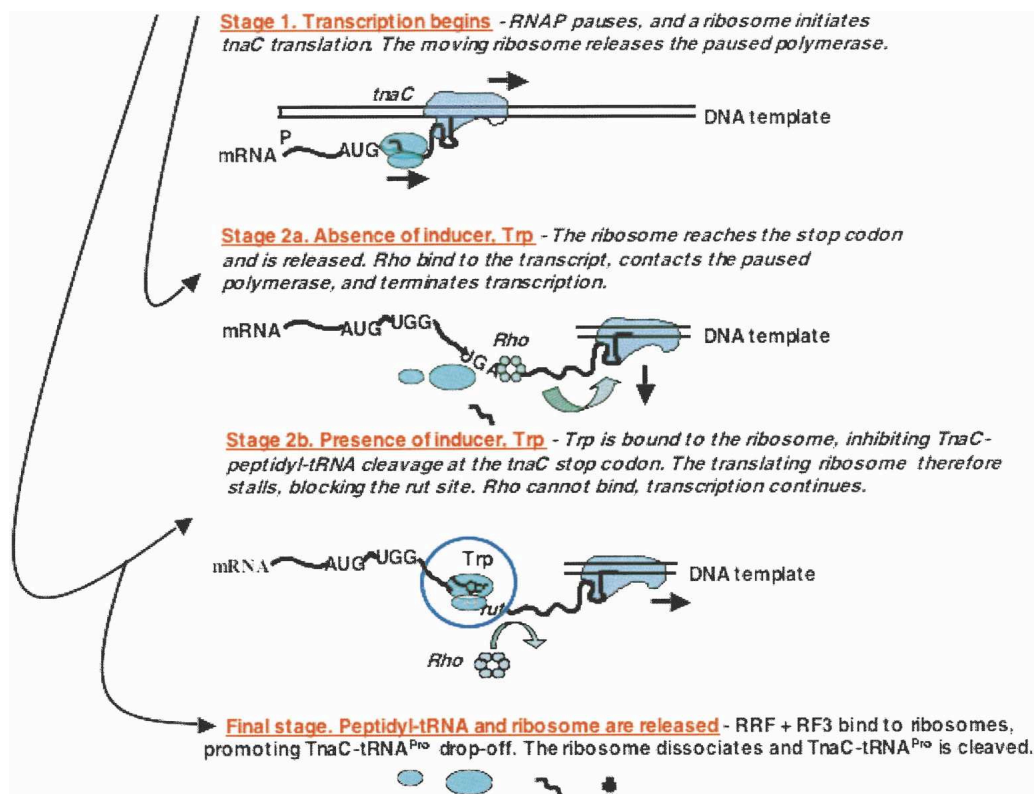 Stage 1. Transcription begins - RNAP pauses, and a ribosome initiates
tnaC translation. The moving ribosome releases the paused polymerase.
tnaC
DNA template
P
mRNA AUG
Stage 2a. Absence of inducer, Trp - The ribosome reaches the stop codon
and is released. Rho bind to the transcript, contacts the paused
polymerase, and terminates transcription.
mRNA AUG UGG Rho DNA template
UGA
Stage 2b. Presence of inducer, Trp - Trp is bound to the ribosome, inhibiting TnaC-
peptidyl-tRNA cleavage at the tnaC stop codon. The translating ribosome therefore
stalls, blocking the rut site. Rho cannot bind, transcription continues.
mRNA AUG UGG Trp DNA template
rut
Rho
Final stage. Peptidyl-tRNA and ribosome are released - RRF + RF3 bind to ribosomes,
promoting TnaC-tRNAPro drop-off. The ribosome dissociates and TnaC-tRNAPro is cleaved.